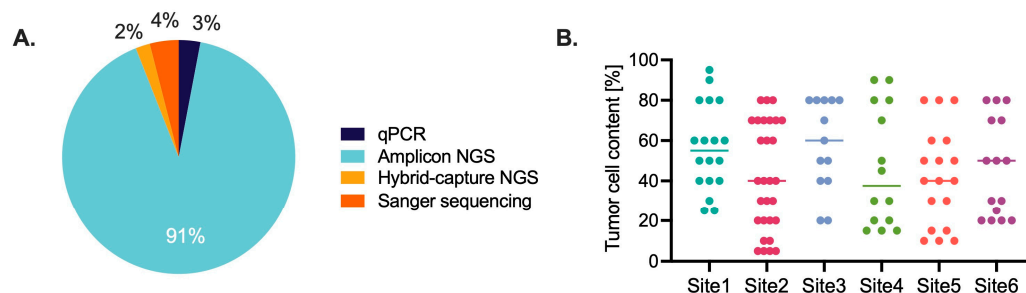 A.
2%
4%
3%
91%
qPCR
Amplicon NGS
Hybrid-capture NGS
Sanger sequencing
B.
Tumor cell content [%]
100
80
60
40
20
0
Site1 Site2 Site3 Site4 Site5 Site6